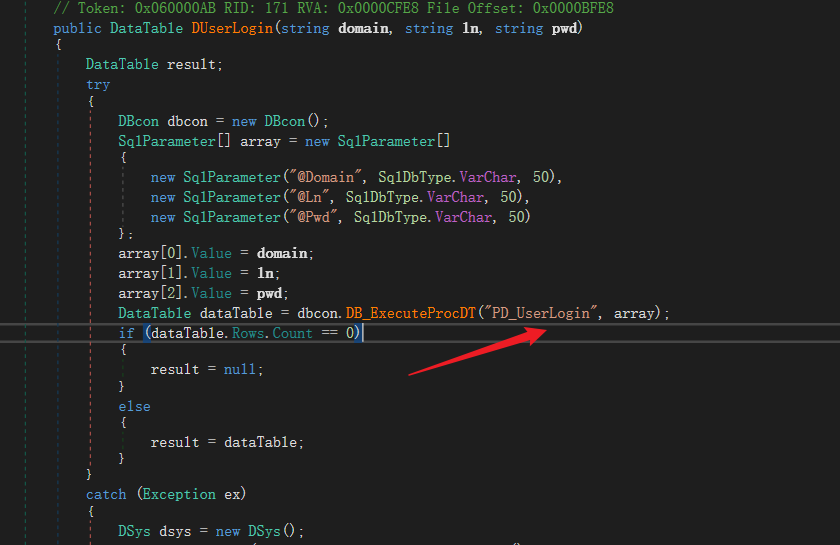 // Token: 0x060000AB RID: 171 RVA: 0x0000CFE8 File Offset: 0x0000BFE8
public DataTable DUserLogin(string domain, string ln, string pwd)
{
DataTable result;
try
{
DBcon dbcon = new DBcon();
SqlParameter[] array = new SqlParameter[]
{
new SqlParameter("@Domain", SqlDbType.VarChar, 50),
new SqlParameter("@Ln", SqlDbType.VarChar, 50),
new SqlParameter("@Pwd", SqlDbType.VarChar, 50)
};
array[0].Value = domain;
array[1].Value = ln;
array[2].Value = pwd;
DataTable dataTable = dbcon.DB_ExecuteProcDT("PD_UserLogin", array);
if (dataTable.Rows.Count == 0)
{
result = null;
}
else
{
result = dataTable;
}
}
catch (Exception ex)
{
DSys dsys = new DSys();